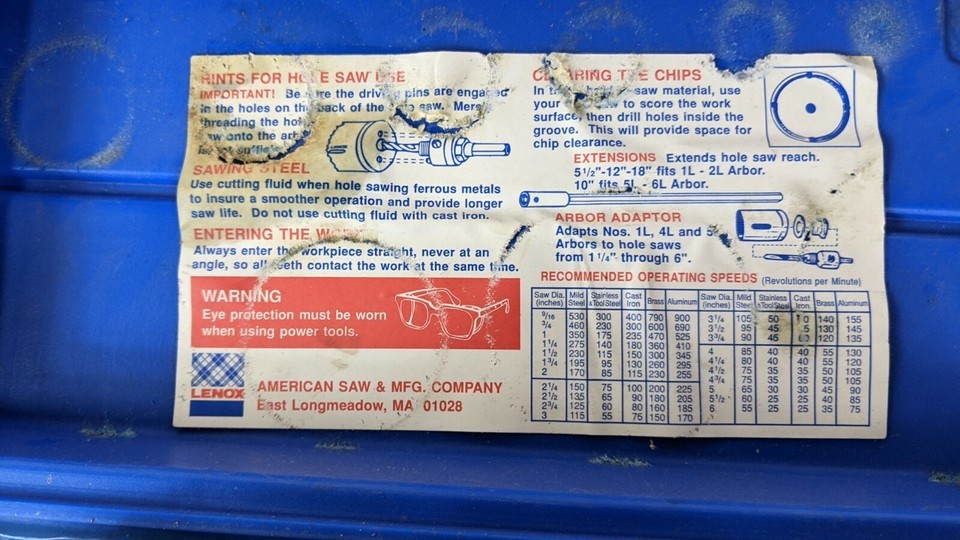 HINTS FOR HOLE SAW USE
IMPORTANT! Be sure the driving pins are engaged
in the holes on the back of the saw. Mere
threading the
saw onto the
is not
SAWING STEEL
Use cutting fluid when hole sawing ferrous metals
to insure a smoother operation and provide longer
saw life. Do not use cutting fluid with cast iron.
ENTERING THE WORK
Always enter the workpiece straight, never at an
angle, so all teeth contact the work at the same time.
WARNING
Eye protection must be worn
when using power tools.
LENOX
AMERICAN SAW & MFG. COMPANY
East Longmeadow, MA 01028
CLEARING THE CHIPS
In saw material, use
your saw to score the work
surface, then drill holes inside the
groove. This will provide space for
chip clearance.
EXTENSIONS Extends hole saw reach.
5 1/2"-12"-18" fits 1L - 2L Arbor.
10" fits 5L - 6L Arbor.
ARBOR ADAPTOR
Adapts Nos. 1L, 4L and
Arbors to hole saws
from 1 1/4" through 6".
RECOMMENDED OPERATING SPEEDS (Revolutions per Minute)
Saw Dia. (inches) Mild Steel Stainless & Tool Steel Cast Iron Brass Aluminum Saw Dia. (inches) Mild Steel Stainless & Tool Steel Cast Iron Brass Aluminum
9/16 530 300 400 790 900 3 1/4 105 50 140 155
3/4 460 230 300 600 690 3 1/2 95 45 130 145
1 350 175 235 470 525 3 3/4 90 45 120 135
1 1/4 275 140 180 360 410 4 85 40 55 130
1 1/2 230 115 150 300 345 4 1/4 80 40 55 120
1 3/4 195 95 130 260 295 4 1/2 75 35 50 105
2 170 85 115 230 255 4 3/4 75 35 50 105
2 1/4 150 75 100 200 225 5 65 30 45 90
2 1/2 135 65 90 180 205 5 1/2 60 30 40 85
2 3/4 125 60 80 160 185 6 55 25 35 75
3 115 55 75 150 170